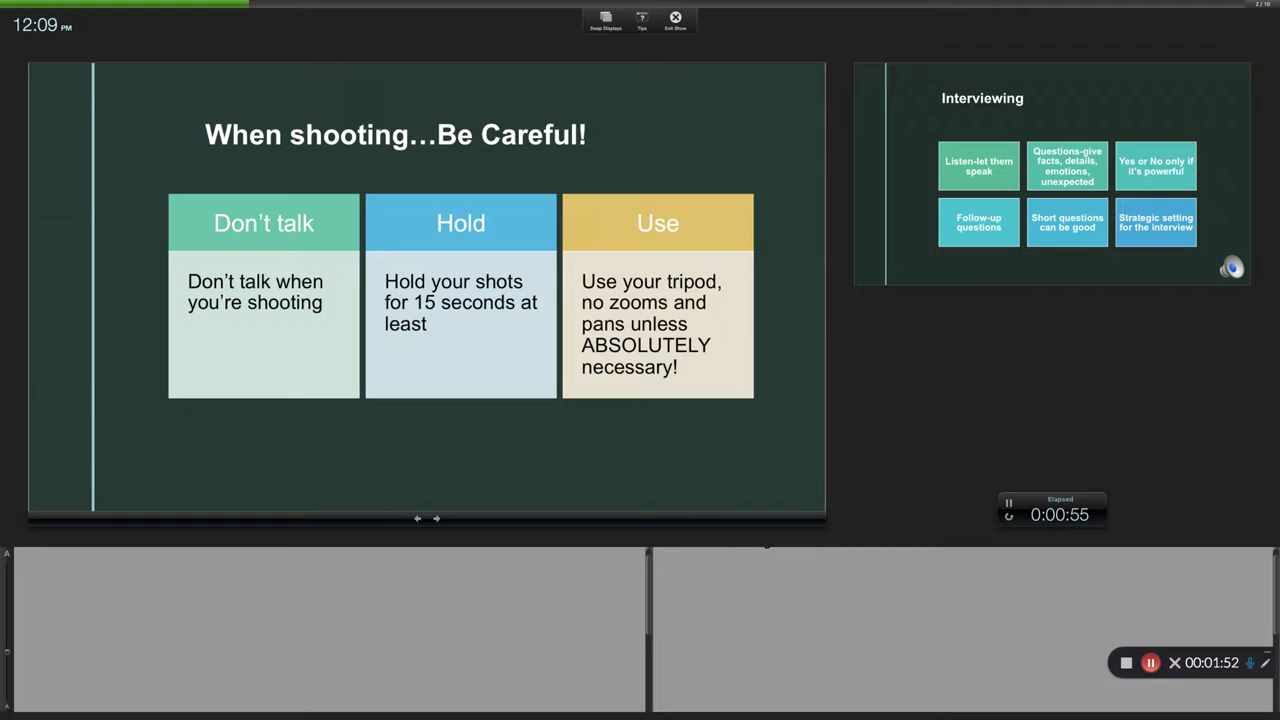 2 / 10
12:09 PM
Swap Displays
Tips
Exit Show
When shooting…Be Careful!
Don’t talk
Don’t talk when
you’re shooting
Hold
Hold your shots
for 15 seconds at
least
Use
Use your tripod,
no zooms and
pans unless
ABSOLUTELY
necessary!
Interviewing
Listen-let them
speak
Questions-give
facts, details,
emotions,
unexpected
Yes or No only if
it’s powerful
Follow-up
questions
Short questions
can be good
Strategic setting
for the interview
Elapsed
0:00:55
A
A
00:01:52